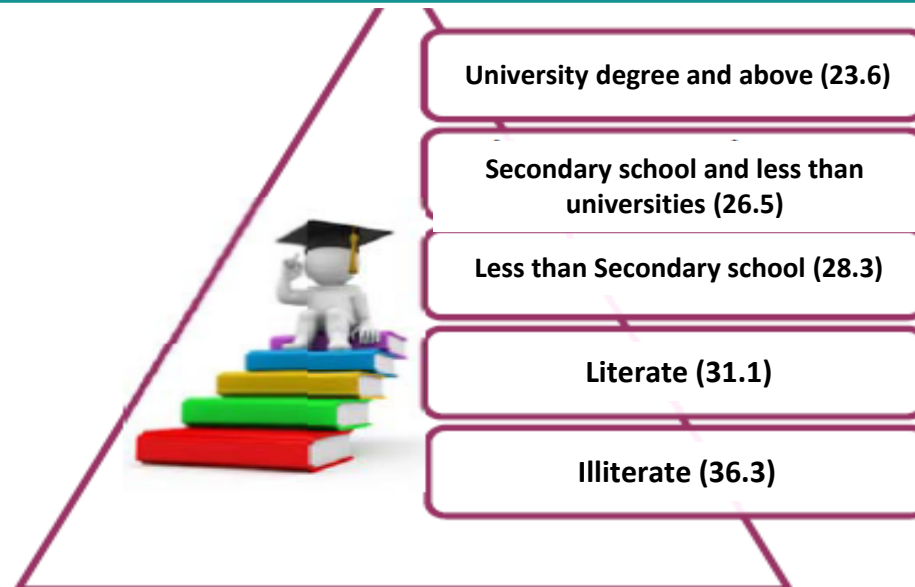 University degree and above (23.6)
Secondary school and less than
universities (26.5)
Less than Secondary school (28.3)
Literate (31.1)
Illiterate (36.3)